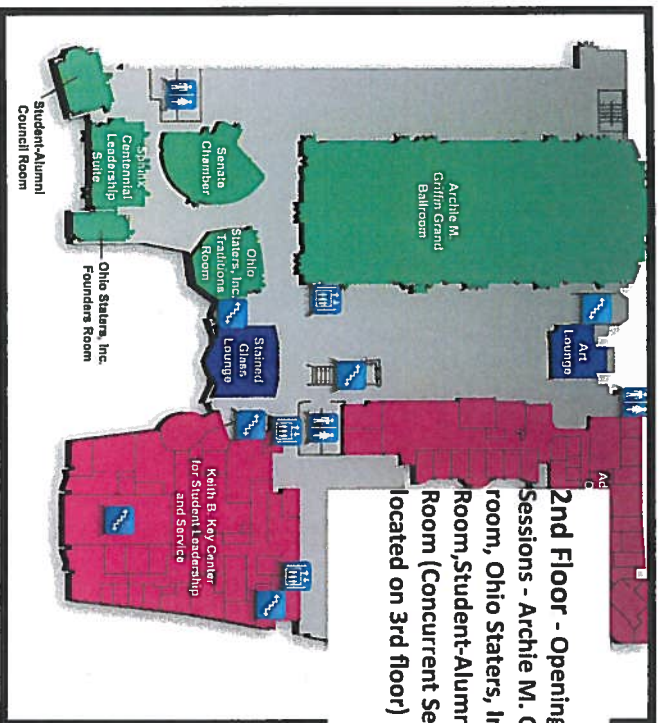 2nd Floor - Opening
Sessions - Archie M. G
room, Ohio Staters, In
Room,Student-Alumn
Room (Concurrent Se
located on 3rd floor)
Ad
Art
Lounge
Archie M.
Griffin Grand
Ballroom
Senate
Chamber
Ohio
Staters, Inc.
Traditions
Room
Stained
Glass
Lounge
Keith B. Key Center
for Student Leadership
and Service
Sphinx
Centennial
Leadership
Suite
Ohio Staters, Inc.
Founders Room
Student-Alumni
Council Room